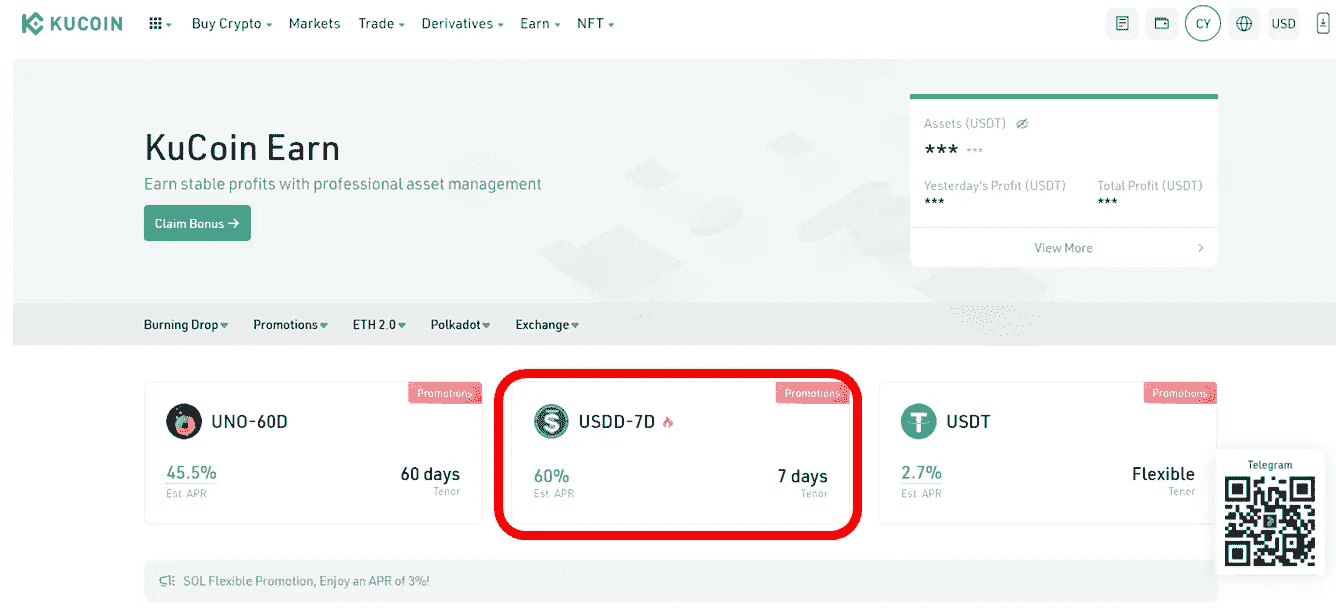 KUCOIN Buy Crypto Markets Trade Derivatives Earn NFT CY USD
KuCoin Earn
Earn stable profits with professional asset management
Claim Bonus →
Assets (USDT)
*** ***
Yesterday's Profit (USDT) Total Profit (USDT)
*** ***
View More
Burning Drop Promotions ETH 2.0 Polkadot Exchange
Promotions
UNO-60D
45.5% 60 days
Est. APR Tenor
Promotions
USDD-7D
60% 7 days
Est. APR Tenor
Promotions
USDT
2.7% Flexible
Est. APR Tenor
Telegram
SOL Flexible Promotion, Enjoy an APR of 3%!